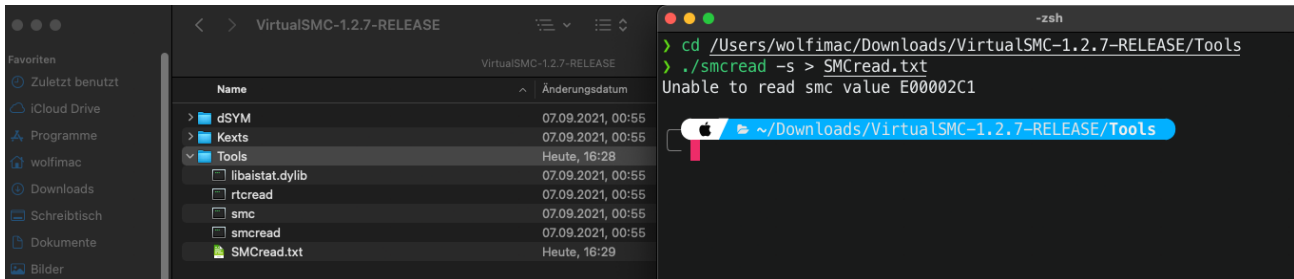 VirtualSMC-1.2.7-RELEASE
VirtualSMC-1.2.7-RELEASE
Favoriten
Zuletzt benutzt
iCloud Drive
Programme
wolfimac
Downloads
Schreibtisch
Dokumente
Bilder
Name Änderungsdatum
dSYM 07.09.2021, 00:55
Kexts 07.09.2021, 00:55
Tools Heute, 16:28
libaistat.dylib 07.09.2021, 00:55
rtcread 07.09.2021, 00:55
smc 07.09.2021, 00:55
smcread 07.09.2021, 00:55
SMCread.txt Heute, 16:29
-zsh
❯ cd /Users/wolfimac/Downloads/VirtualSMC-1.2.7-RELEASE/Tools
❯ ./smcread -s > SMCread.txt
Unable to read smc value E00002C1
~/Downloads/VirtualSMC-1.2.7-RELEASE/Tools